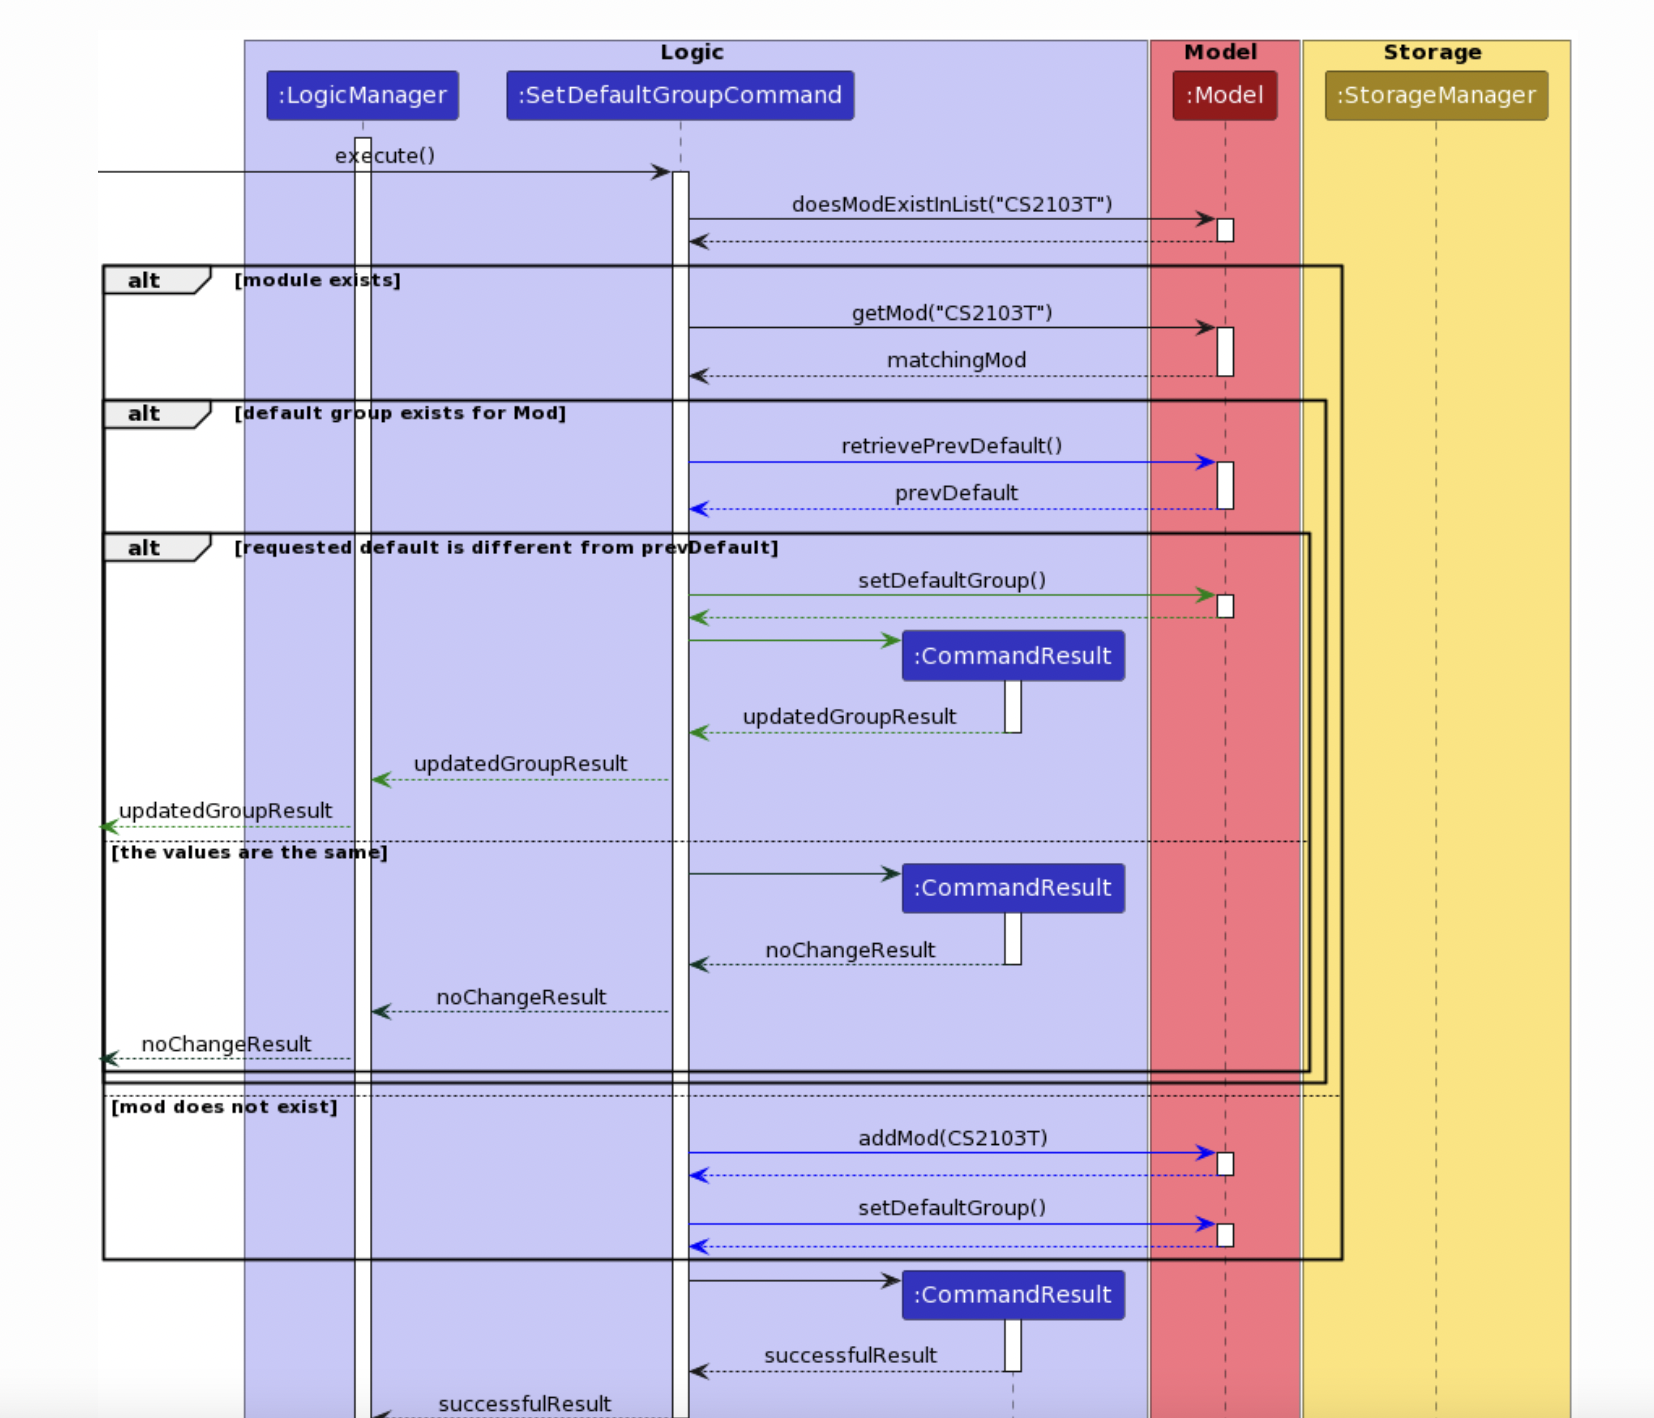 Logic
Model
Storage
:LogicManager
:SetDefaultGroupCommand
:Model
:StorageManager
execute()
doesModExistInList("CS2103T")
alt
[module exists]
getMod("CS2103T")
matchingMod
alt
[default group exists for Mod]
retrievePrevDefault()
prevDefault
alt
[requested default is different from prevDefault]
setDefaultGroup()
:CommandResult
updatedGroupResult
updatedGroupResult
updatedGroupResult
[the values are the same]
:CommandResult
noChangeResult
noChangeResult
noChangeResult
[mod does not exist]
addMod(CS2103T)
setDefaultGroup()
:CommandResult
successfulResult
successfulResult